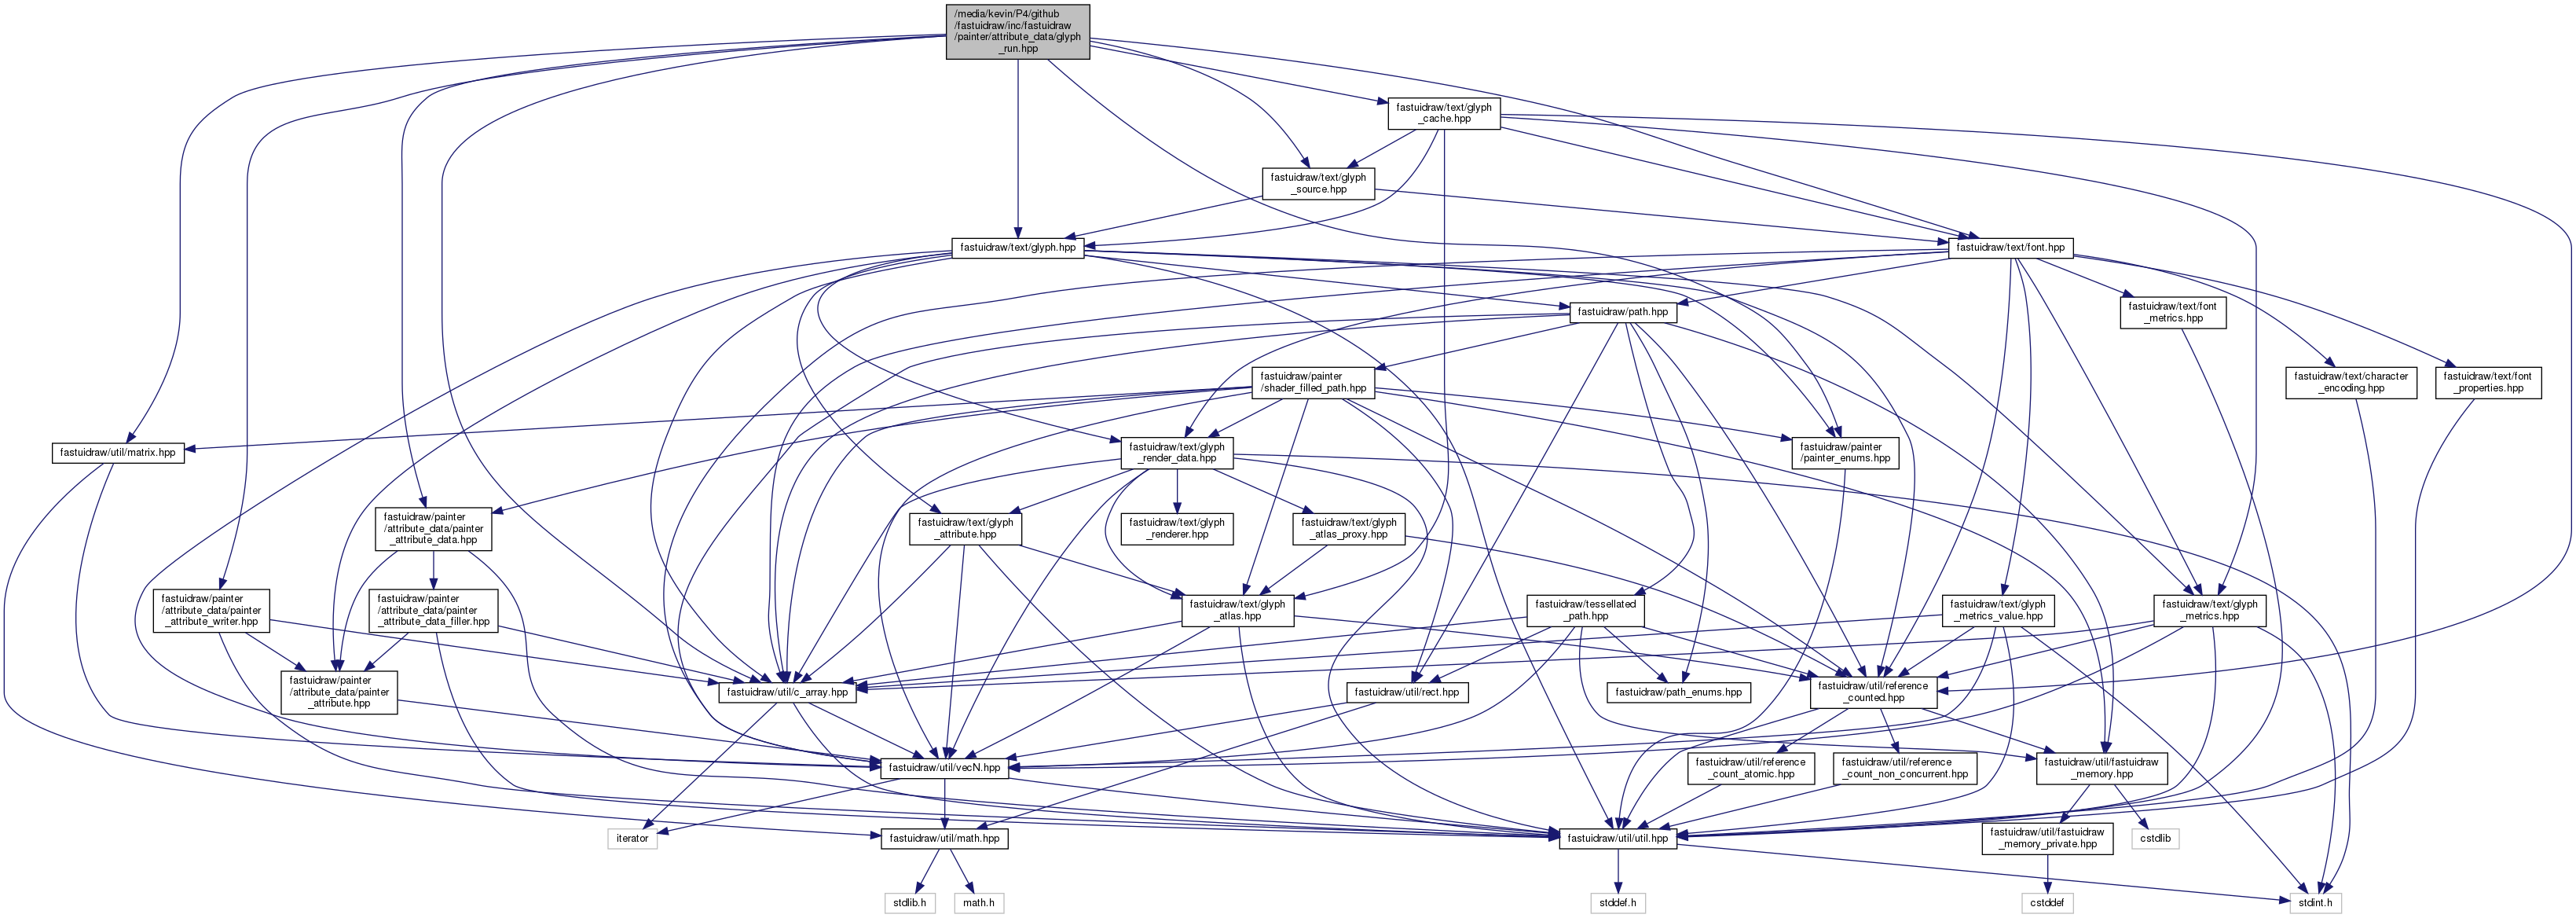 /media/kevin/P4/github
/fastuidraw/inc/fastuidraw
/painter/attribute_data/glyph
_run.hpp
fastuidraw/text/glyph
_cache.hpp
fastuidraw/text/glyph
_source.hpp
fastuidraw/text/glyph.hpp
fastuidraw/text/font.hpp
fastuidraw/path.hpp
fastuidraw/text/font
_metrics.hpp
fastuidraw/painter
/shader_filled_path.hpp
fastuidraw/text/character
_encoding.hpp
fastuidraw/text/font
_properties.hpp
fastuidraw/util/matrix.hpp
fastuidraw/text/glyph
_render_data.hpp
fastuidraw/painter
/painter_enums.hpp
fastuidraw/painter
/attribute_data/painter
_attribute_data.hpp
fastuidraw/text/glyph
_attribute.hpp
fastuidraw/text/glyph
_renderer.hpp
fastuidraw/text/glyph
_atlas_proxy.hpp
fastuidraw/painter
/attribute_data/painter
_attribute_writer.hpp
fastuidraw/painter
/attribute_data/painter
_attribute_data_filler.hpp
fastuidraw/text/glyph
_atlas.hpp
fastuidraw/tessellated
_path.hpp
fastuidraw/text/glyph
_metrics_value.hpp
fastuidraw/text/glyph
_metrics.hpp
fastuidraw/painter
/attribute_data/painter
_attribute.hpp
fastuidraw/util/c_array.hpp
fastuidraw/util/rect.hpp
fastuidraw/path_enums.hpp
fastuidraw/util/reference
_counted.hpp
fastuidraw/util/vecN.hpp
fastuidraw/util/reference
_count_atomic.hpp
fastuidraw/util/reference
_count_non_concurrent.hpp
fastuidraw/util/fastuidraw
_memory.hpp
iterator
fastuidraw/util/math.hpp
fastuidraw/util/util.hpp
fastuidraw/util/fastuidraw
_memory_private.hpp
cstdlib
stdlib.h
math.h
stddef.h
cstddef
stdint.h